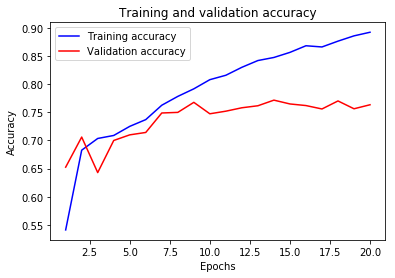 Training and validation accuracy
Training accuracy
Validation accuracy
0.90
0.85
0.80
0.75
0.70
0.65
0.60
0.55
Accuracy
2.5 5.0 7.5 10.0 12.5 15.0 17.5 20.0
Epochs